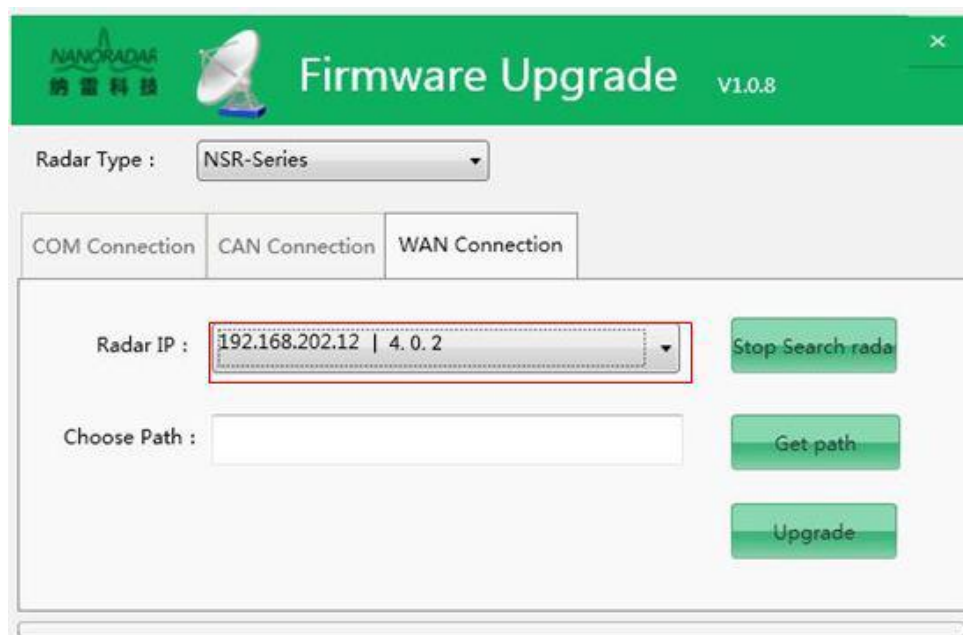 NANORADAR
纳雷科技
Firmware Upgrade V1.0.8
×
Radar Type :
NSR-Series
COM Connection
CAN Connection
WAN Connection
Radar IP :
192.168.202.12 | 4.0.2
Stop Search rada
Choose Path :
Get path
Upgrade